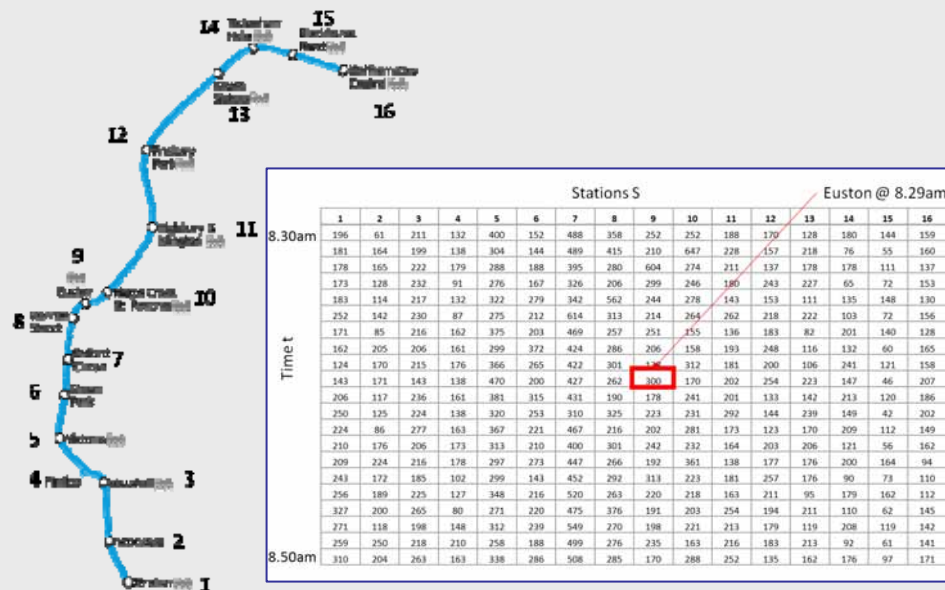 14
15
16
13
12
11
9
10
8
7
6
5
4
3
2
1
Stations S
Euston @ 8.29am
1 2 3 4 5 6 7 8 9 10 11 12 13 14 15 16
8.30am
196 61 211 132 400 152 488 358 252 252 188 170 128 180 144 159
181 164 199 138 304 144 489 415 210 647 228 157 218 76 55 160
178 165 222 179 288 188 395 280 604 274 211 137 178 178 111 137
173 128 232 91 276 167 326 206 299 246 180 243 227 65 72 153
183 114 217 132 322 279 342 562 244 278 143 153 111 135 148 130
252 142 230 87 275 212 614 313 214 264 262 218 222 103 72 156
171 85 216 162 375 203 469 257 251 155 136 183 82 201 140 128
162 205 206 161 299 372 424 286 206 158 193 248 116 132 60 165
124 170 215 176 366 265 422 301 312 181 200 106 241 121 158
143 171 143 138 470 200 427 262 300 170 202 254 223 147 46 207
206 117 236 161 381 315 431 190 178 241 201 133 142 213 120 186
250 125 224 138 320 253 310 325 223 231 292 144 239 149 42 202
224 86 277 163 367 221 467 216 202 281 173 123 170 209 112 149
210 176 206 173 313 210 400 301 242 232 164 203 206 121 56 162
209 224 216 178 297 273 447 266 192 361 138 177 176 200 164 94
243 172 185 102 299 143 452 292 313 223 181 257 176 90 73 110
256 189 225 127 348 216 520 263 220 218 163 211 95 179 162 112
327 200 265 80 271 220 475 376 191 203 254 194 211 110 62 145
271 118 198 148 312 239 549 270 198 221 213 179 119 208 119 142
259 250 218 210 258 188 499 276 235 163 216 183 213 92 61 141
310 204 263 163 338 286 508 285 170 288 252 135 162 176 97 171
8.50am
Time t